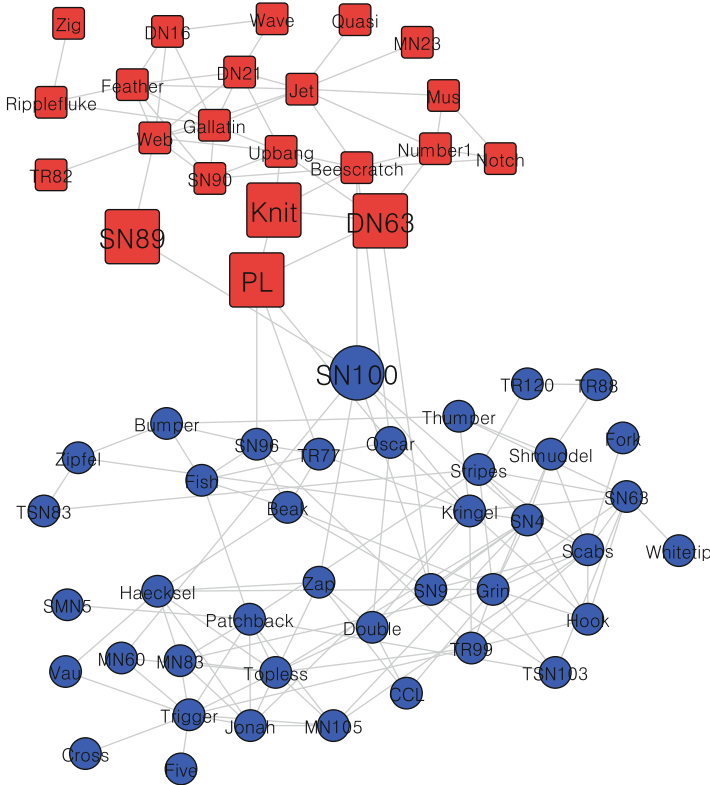 Zig
DN16
Wave
Quasi
MN23
DN21
Feather
Jet
Mus
Ripplefluke
Gallatin
Web
Upbang
Number1
Notch
Beescratch
TR82
SN90
Knit
DN63
SN89
PL
SN100
TR120
TR88
Thumper
Bumper
SN96
Oscar
TR77
Shmuddel
Fork
Zipfel
Stripes
Fish
SN63
TSN83
Beak
Kringel
SN4
Scabs
Whitetip
Zap
SN9
Grin
Haecksel
SMN5
Patchback
Double
Hook
MN60
MN83
TR99
Vau
Topless
TSN103
CCL
Trigger
Jonah
MN105
Cross
Five